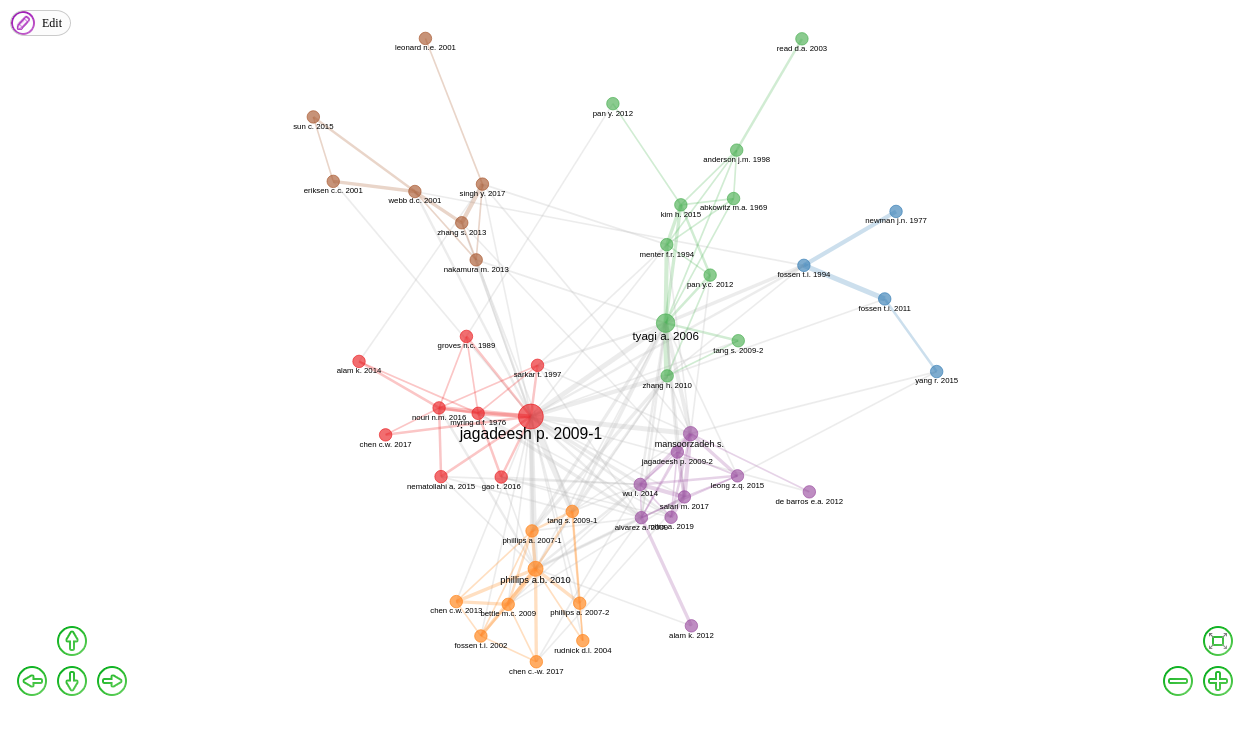 Edit
leonard n.e. 2001
read d.a. 2003
pan y. 2012
sun c. 2015
anderson j.m. 1998
eriksen c.c. 2001
singh y. 2017
webb d.c. 2001
abkowitz m.a. 1969
kim h. 2015
newman j.n. 1977
zhang s. 2013
menter f.r. 1994
nakamura m. 2013
fossen t.i. 1994
pan y.c. 2012
fossen t.i. 2011
tyagi a. 2006
groves n.c. 1989
tang s. 2009-2
alam k. 2014
sarkar t. 1997
yang r. 2015
zhang h. 2010
nouri n.m. 2016
myring d.f. 1976
jagadeesh p. 2009-1
chen c.w. 2017
mansoorzadeh s.
jagadeesh p. 2009-2
nematollahi a. 2015
gao t. 2016
leong z.q. 2015
wu l. 2014
de barros e.a. 2012
salari m. 2017
tang s. 2009-1
alvarez a. 2009
mitra a. 2019
phillips a. 2007-1
phillips a.b. 2010
chen c.w. 2013
bettle m.c. 2009
phillips a. 2007-2
alam k. 2012
fossen t.i. 2002
rudnick d.l. 2004
chen c.-w. 2017